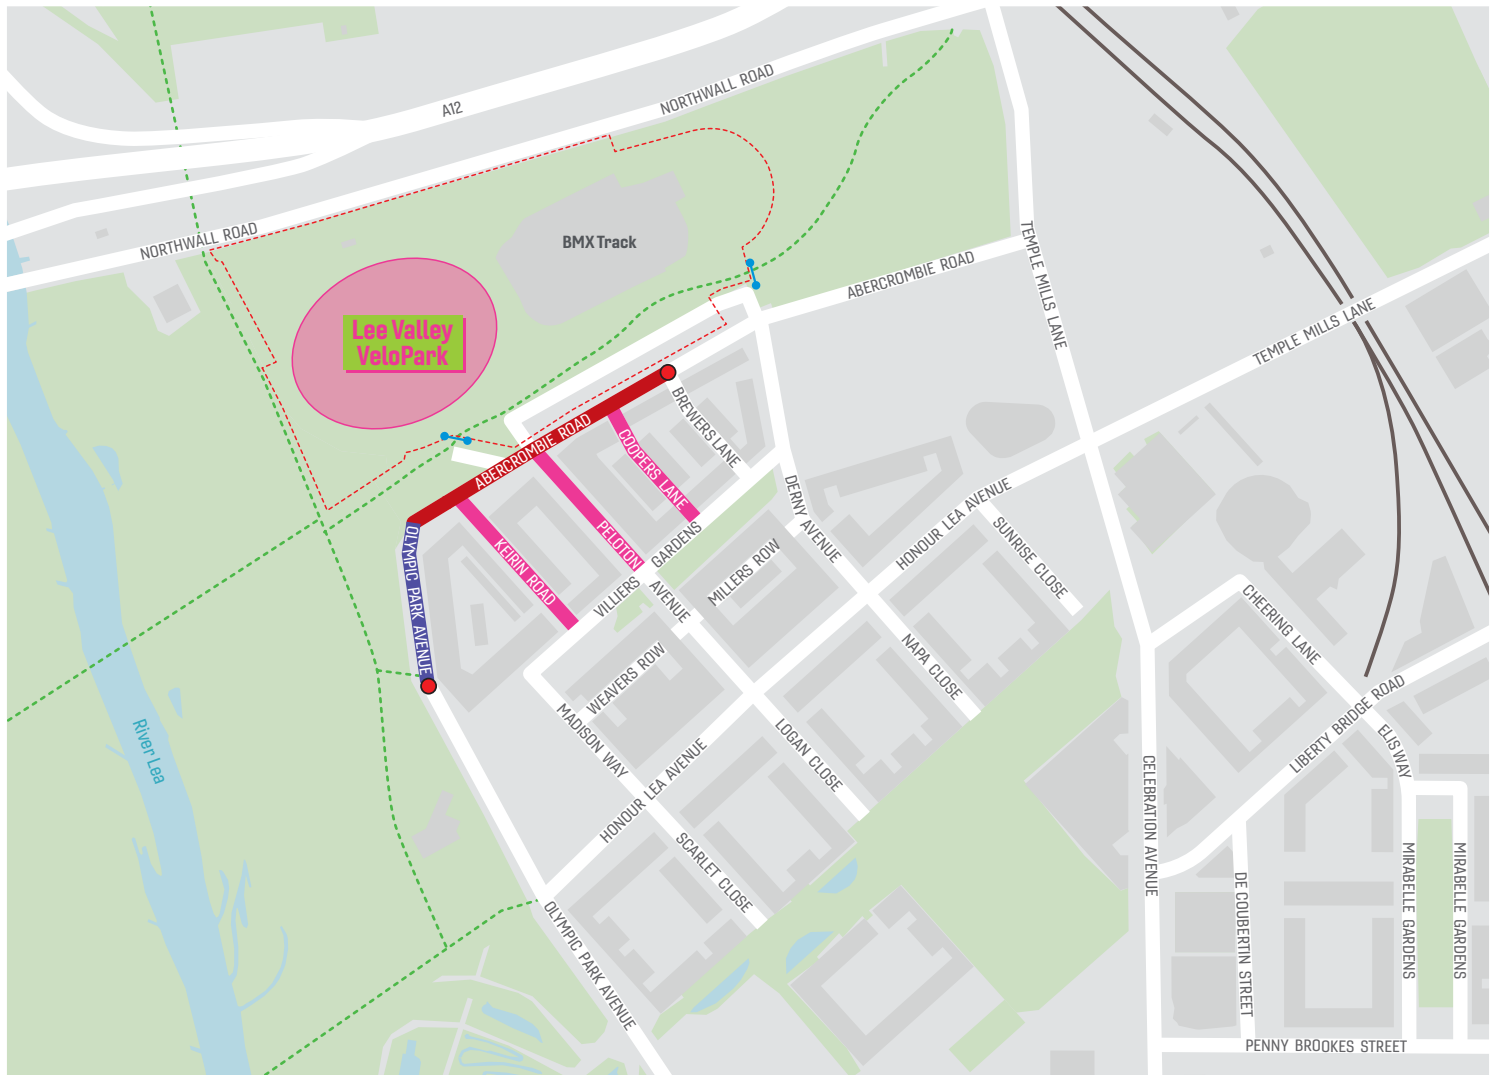 A12
NORTHWALL ROAD
NORTHWALL ROAD
BMX Track
TEMPLE MILLS LANE
ABERCROMBIE ROAD
Lee Valley
VeloPark
TEMPLE MILLS LANE
BREWERS LANE
ABERCROMBIE ROAD
COOPERS LANE
OLYMPIC PARK AVENUE
KEIRIN ROAD
PELOTON
AVENUE
VILLIERS
GARDENS
MILLERS ROW
DERNY AVENUE
HONOUR LEA AVENUE
SUNRISE CLOSE
CHEERING LANE
NAPA CLOSE
WEAVERS ROW
MADISON WAY
LOGAN CLOSE
HONOUR LEA AVENUE
SCARLET CLOSE
River Lea
LIBERTY BRIDGE ROAD
ELIS WAY
CELEBRATION AVENUE
OLYMPIC PARK AVENUE
DE COUBERTIN STREET
MIRABELLE GARDENS
MIRABELLE GARDENS
PENNY BROOKES STREET